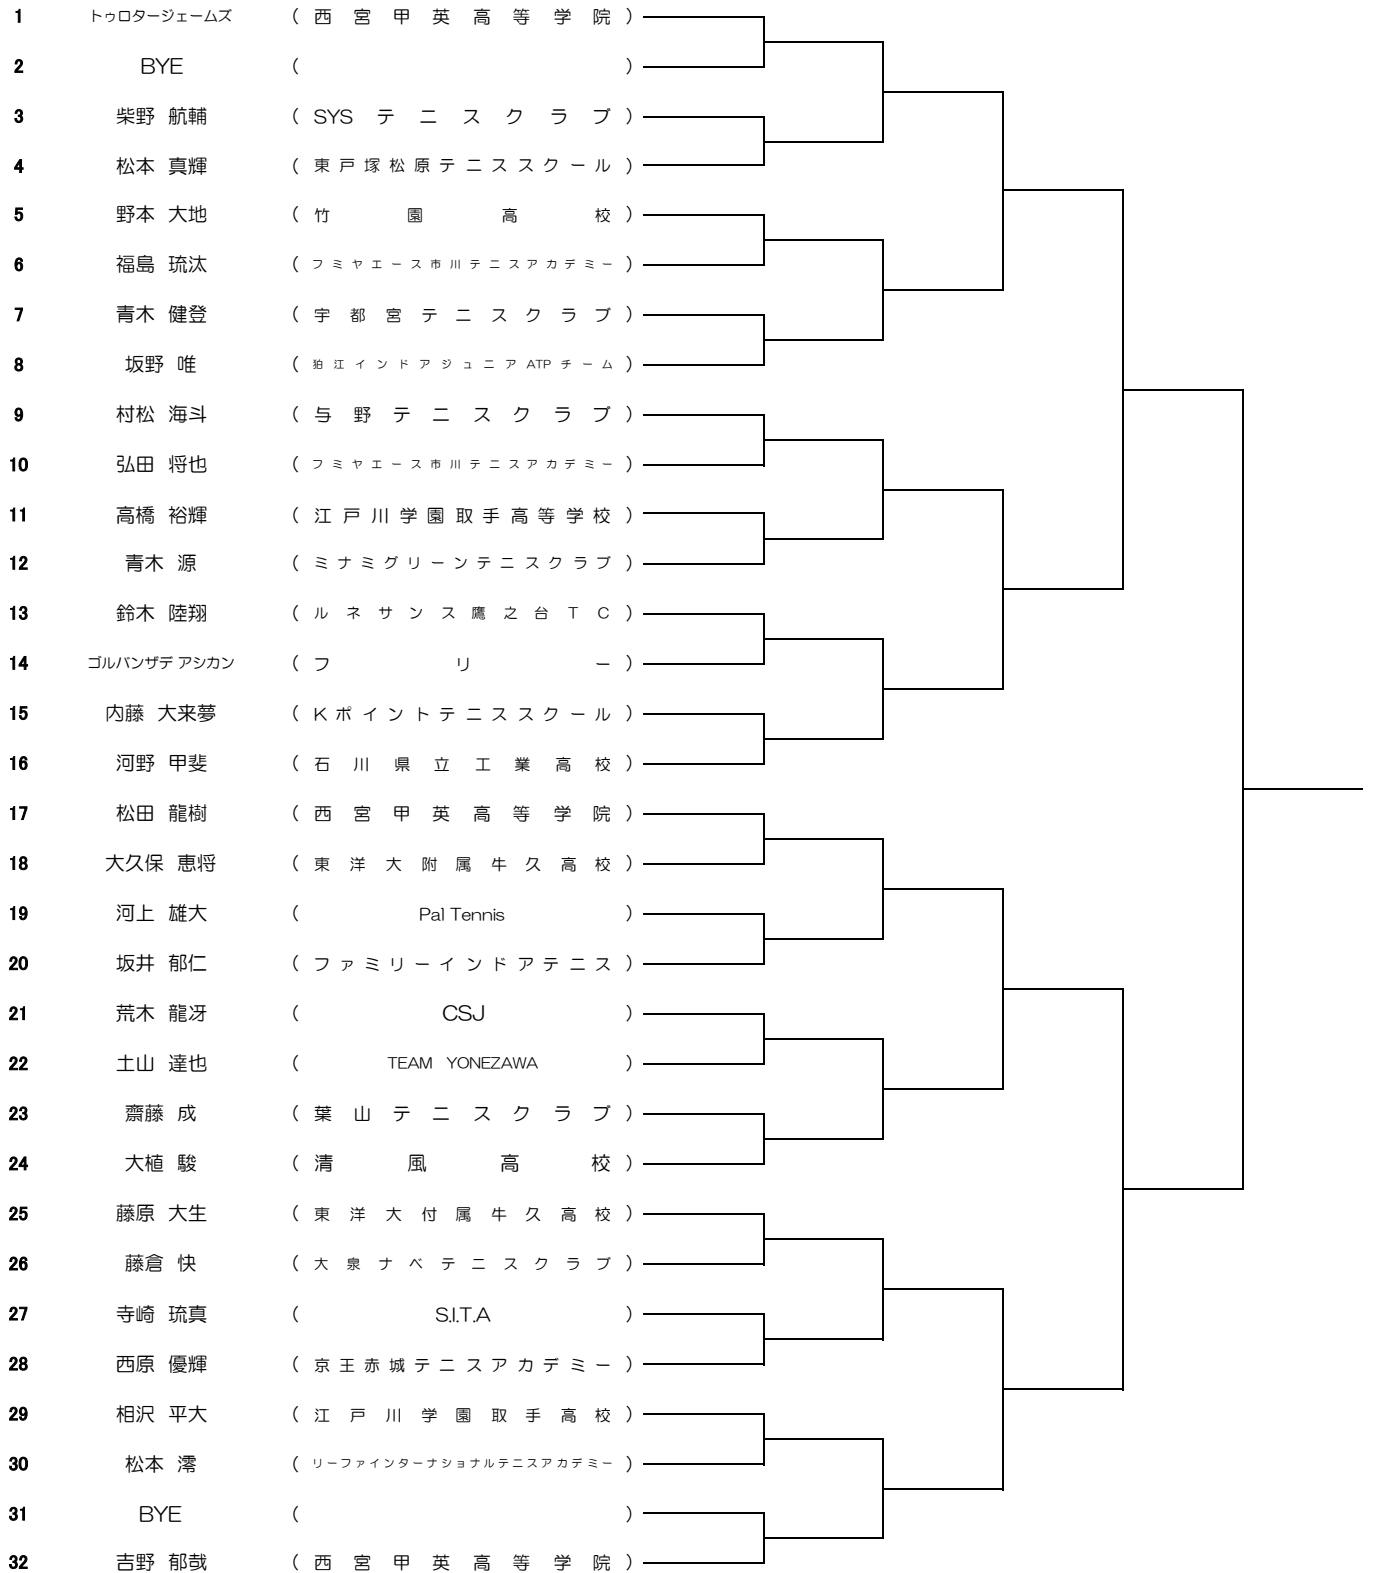 1 トゥロタージェームズ （西宮甲英高等学院）
2 BYE （ ）
3 柴野 航輔 （SYSテニスクラブ）
4 松本 真輝 （東戸塚松原テニススクール）
5 野本 大地 （竹園高校）
6 福島 琉汰 （フミヤエース市川テニスアカデミー）
7 青木 健登 （宇都宮テニスクラブ）
8 坂野 唯 （狛江インドアジュニアATPチーム）
9 村松 海斗 （与野テニスクラブ）
10 弘田 将也 （フミヤエース市川テニスアカデミー）
11 高橋 裕輝 （江戸川学園取手高等学校）
12 青木 源 （ミナミグリーンテニスクラブ）
13 鈴木 陸翔 （ルネサンス鷹之台TC）
14 ゴルバンザデ アシカン （フリー）
15 内藤 大来夢 （Kポイントテニススクール）
16 河野 甲斐 （石川県立工業高校）
17 松田 龍樹 （西宮甲英高等学院）
18 大久保 恵将 （東洋大附属牛久高校）
19 河上 雄大 （Pal Tennis）
20 坂井 郁仁 （ファミリーインドアテニス）
21 荒木 龍冴 （CSJ）
22 土山 達也 （TEAM YONEZAWA）
23 齋藤 成 （葉山テニスクラブ）
24 大植 駿 （清風高校）
25 藤原 大生 （東洋大付属牛久高校）
26 藤倉 快 （大泉ナベテニスクラブ）
27 寺崎 琉真 （S.I.T.A）
28 西原 優輝 （京王赤城テニスアカデミー）
29 相沢 平大 （江戸川学園取手高校）
30 松本 澪 （リーファインターナショナルテニスアカデミー）
31 BYE （ ）
32 吉野 郁哉 （西宮甲英高等学院）